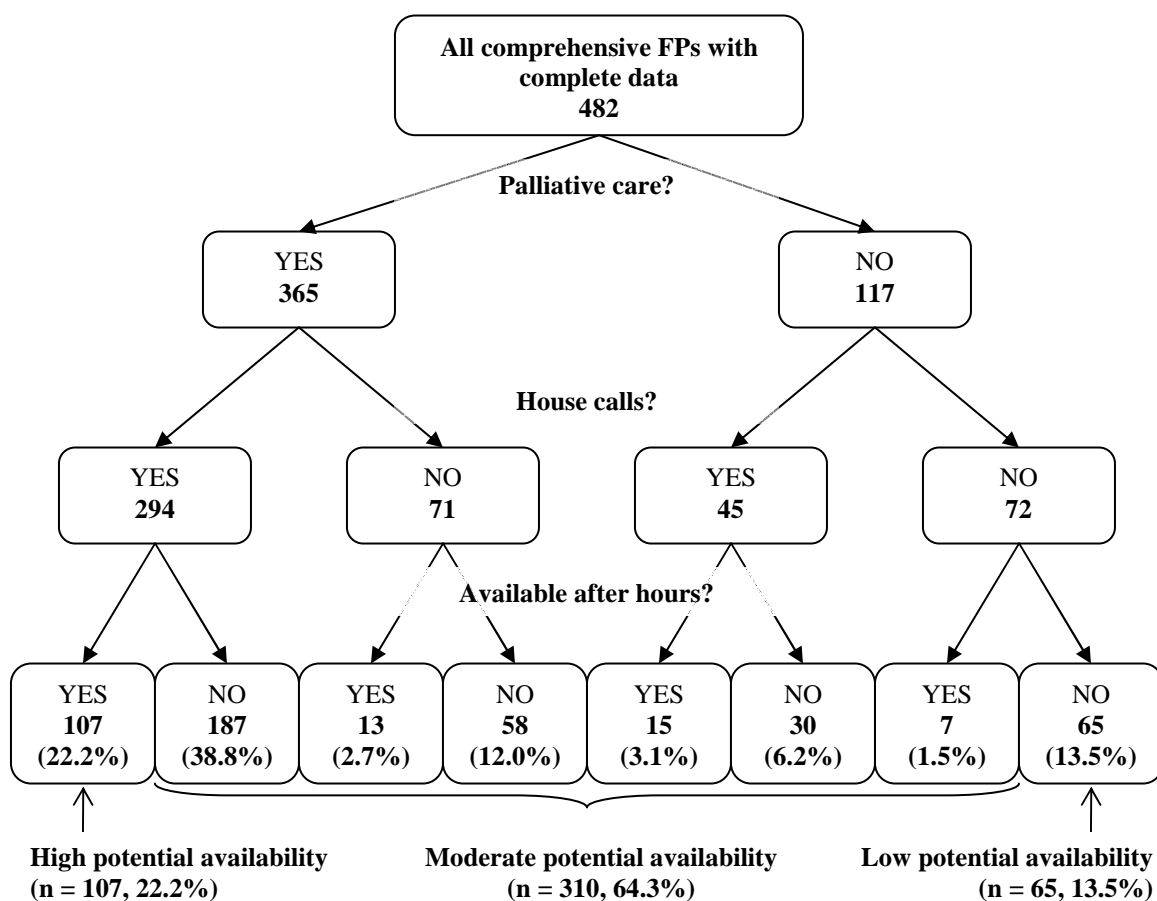 All comprehensive FPs with
complete data
482
Palliative care?
YES
365
NO
117
House calls?
YES
294
NO
71
YES
45
NO
72
Available after hours?
YES
107
(22.2%)
NO
187
(38.8%)
YES
13
(2.7%)
NO
58
(12.0%)
YES
15
(3.1%)
NO
30
(6.2%)
YES
7
(1.5%)
NO
65
(13.5%)
High potential availability
(n = 107, 22.2%)
Moderate potential availability
(n = 310, 64.3%)
Low potential availability
(n = 65, 13.5%)